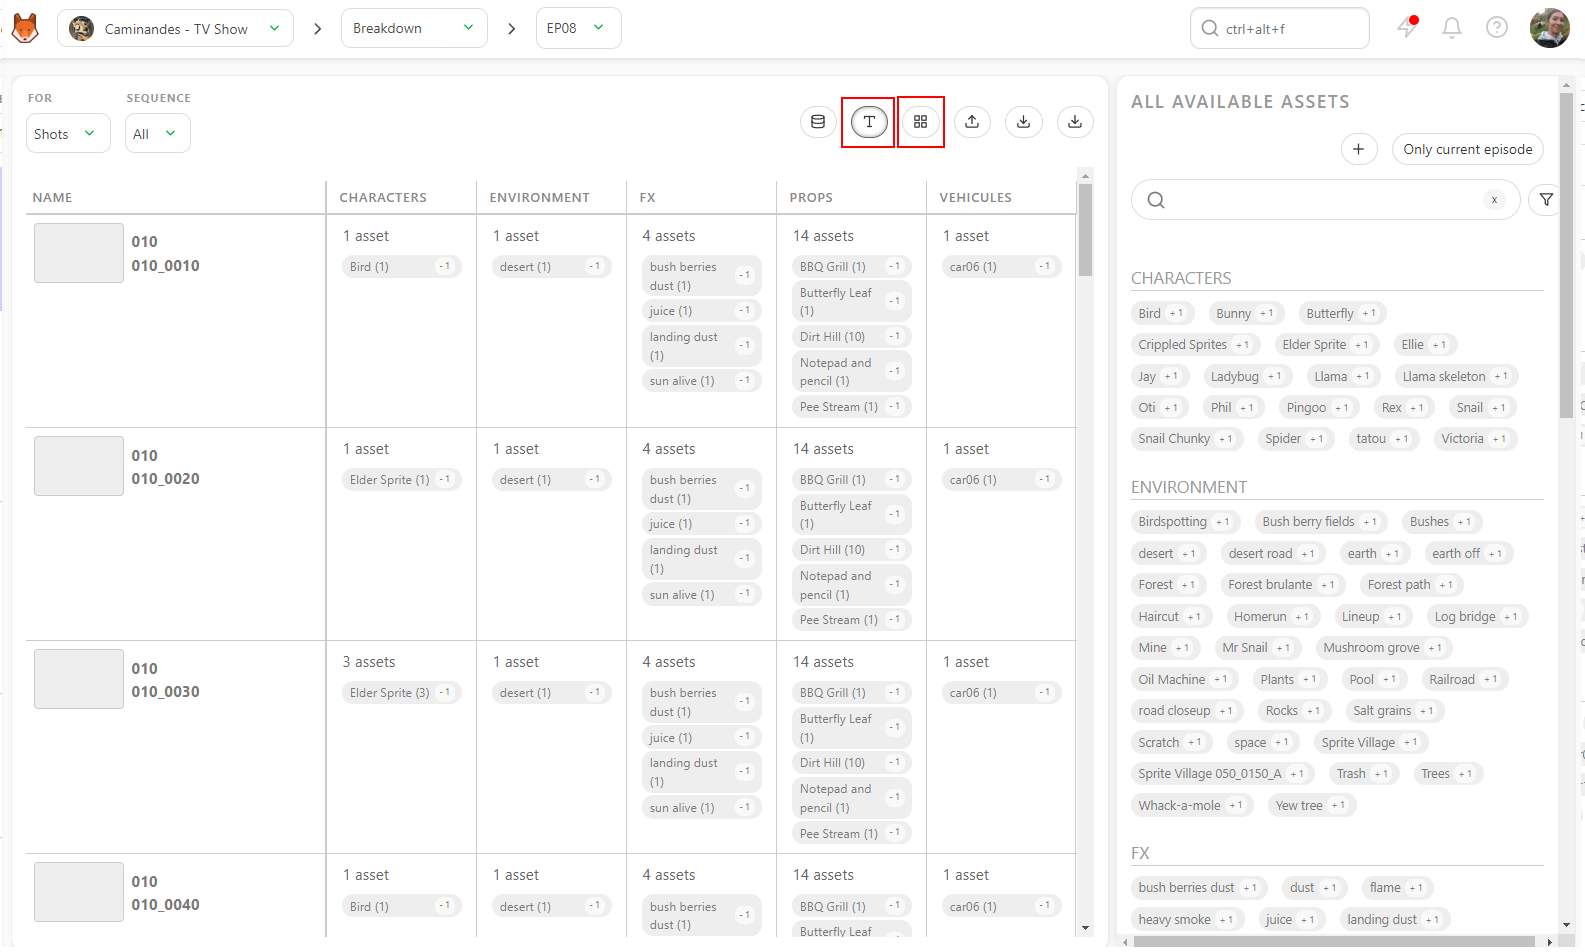 Caminandes - TV Show
Breakdown
EP08
ctrl+alt+f
FOR
SEQUENCE
Shots
All
T
NAME CHARACTERS ENVIRONMENT FX PROPS VEHICULES
010
010_0010
1 asset
Bird (1) - 1
1 asset
desert (1) - 1
4 assets
bush berries
dust (1) - 1
juice (1) - 1
landing dust
(1) - 1
sun alive (1) - 1
14 assets
BBQ Grill (1) - 1
Butterfly Leaf
(1) - 1
Dirt Hill (10) - 1
Notepad and
pencil (1) - 1
Pee Stream (1) - 1
1 asset
car06 (1) - 1
010
010_0020
1 asset
Elder Sprite (1) - 1
1 asset
desert (1) - 1
4 assets
bush berries
dust (1) - 1
juice (1) - 1
landing dust
(1) - 1
sun alive (1) - 1
14 assets
BBQ Grill (1) - 1
Butterfly Leaf
(1) - 1
Dirt Hill (10) - 1
Notepad and
pencil (1) - 1
Pee Stream (1) - 1
1 asset
car06 (1) - 1
010
010_0030
3 assets
Elder Sprite (3) - 1
1 asset
desert (1) - 1
4 assets
bush berries
dust (1) - 1
juice (1) - 1
landing dust
(1) - 1
sun alive (1) - 1
14 assets
BBQ Grill (1) - 1
Butterfly Leaf
(1) - 1
Dirt Hill (10) - 1
Notepad and
pencil (1) - 1
Pee Stream (1) - 1
1 asset
car06 (1) - 1
010
010_0040
1 asset
Bird (1) - 1
1 asset
desert (1) - 1
4 assets
bush berries
dust (1) - 1
14 assets
BBQ Grill (1) - 1
Butterfly Leaf
1 asset
car06 (1) - 1
ALL AVAILABLE ASSETS
+ Only current episode
x
CHARACTERS
Bird + 1 Bunny + 1 Butterfly + 1
Crippled Sprites + 1 Elder Sprite + 1 Ellie + 1
Jay + 1 Ladybug + 1 Llama + 1 Llama skeleton + 1
Oti + 1 Phil + 1 Pingoo + 1 Rex + 1 Snail + 1
Snail Chunky + 1 Spider + 1 tatou + 1 Victoria + 1
ENVIRONMENT
Birdspotting + 1 Bush berry fields + 1 Bushes + 1
desert + 1 desert road + 1 earth + 1 earth off + 1
Forest + 1 Forest brulante + 1 Forest path + 1
Haircut + 1 Homerun + 1 Lineup + 1 Log bridge + 1
Mine + 1 Mr Snail + 1 Mushroom grove + 1
Oil Machine + 1 Plants + 1 Pool + 1 Railroad + 1
road closeup + 1 Rocks + 1 Salt grains + 1
Scratch + 1 space + 1 Sprite Village + 1
Sprite Village 050_0150_A + 1 Trash + 1 Trees + 1
Whack-a-mole + 1 Yew tree + 1
FX
bush berries dust + 1 dust + 1 flame + 1
heavy smoke + 1 juice + 1 landing dust + 1